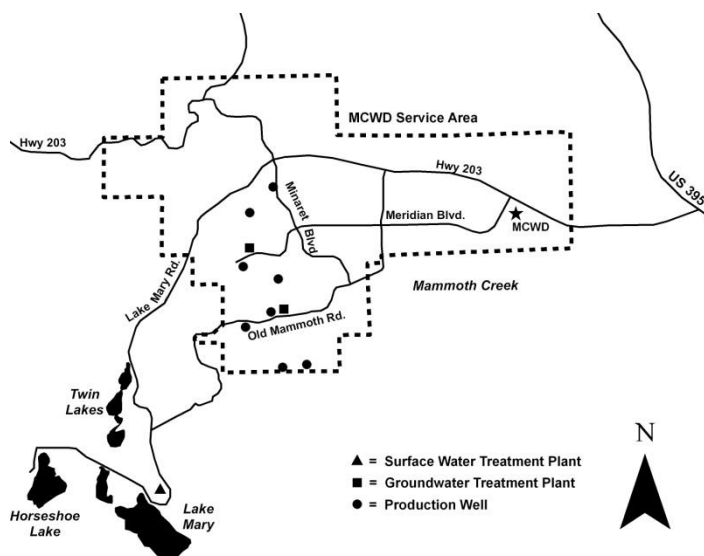 MCWD Service Area
Hwy 203
Hwy 203
US 395
Minaret Blvd
Meridian Blvd.
MCWD
Lake Mary Rd.
Mammoth Creek
Old Mammoth Rd.
Twin
Lakes
N
▲ = Surface Water Treatment Plant
■ = Groundwater Treatment Plant
● = Production Well
Horseshoe
Lake
Lake
Mary